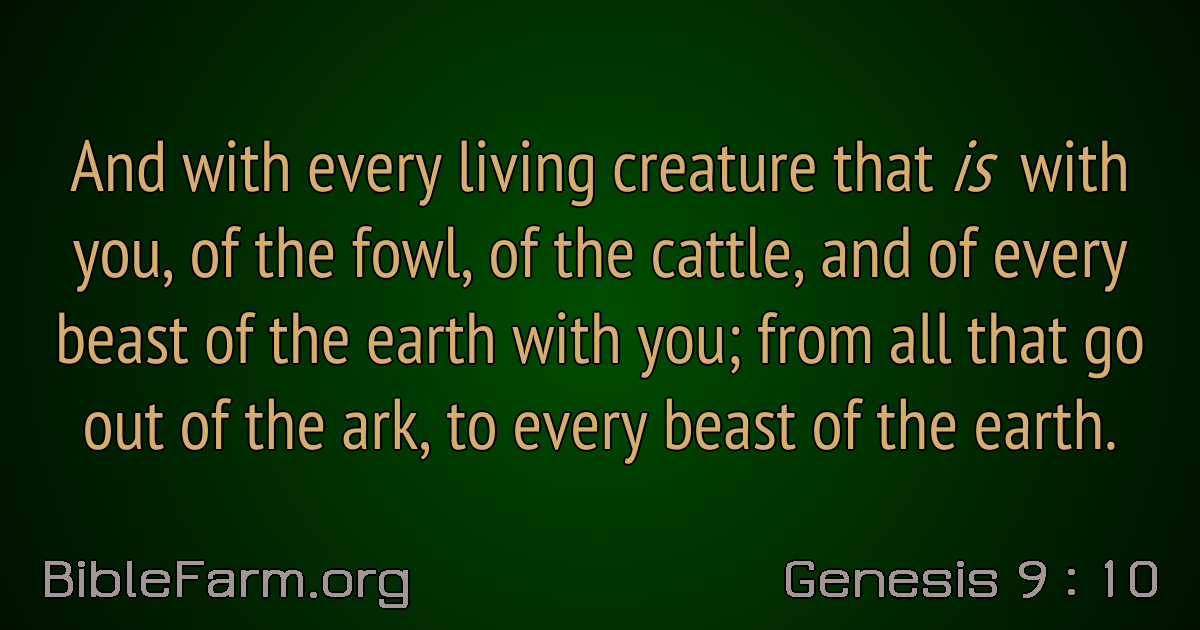 And with every living creature that is with
you, of the fowl, of the cattle, and of every
beast of the earth with you; from all that go
out of the ark, to every beast of the earth.
BibleFarm.org
Genesis 9 : 10